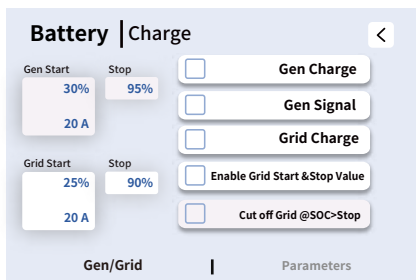 Battery | Charge
Gen Start Stop
30% 95%
20 A
Grid Start Stop
25% 90%
20 A
Gen Charge
Gen Signal
Grid Charge
Enable Grid Start &Stop Value
Cut off Grid @SOC>Stop
Gen/Grid | Parameters